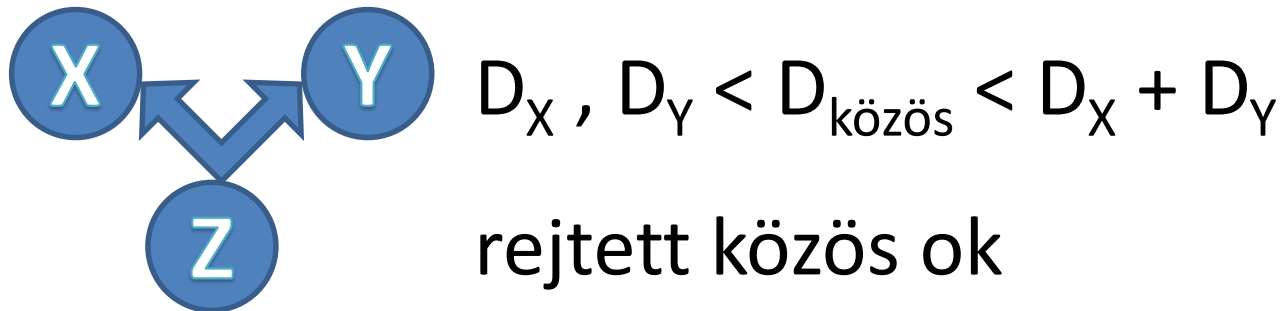 X Y
D_X , D_Y < D_közös < D_X + D_Y
Z
rejtett közös ok